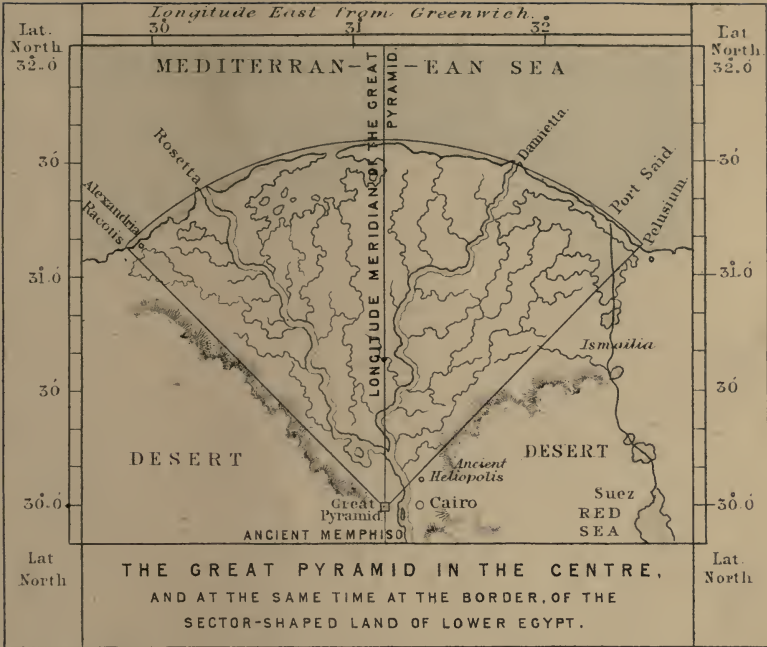 Longitude East from Greenwich.
30° 31° 32°
Lat. North
32.0
30
31.0
30
30.0
Lat North
Lat North.
32.0
30
31.0
30
30.0
Lat. North
MEDITERRAN- -EAN SEA
LONGITUDE MERIDIAN OF THE GREAT PYRAMID.
Rosetta
Damietta.
Alexandria
Racotis
Port Said.
Pelusium.
Ismailia
DESERT
DESERT
Ancient
Heliopolis
Great
Pyramid
Cairo
Suez
RED
SEA
ANCIENT MEMPHIS
THE GREAT PYRAMID IN THE CENTRE,
AND AT THE SAME TIME AT THE BORDER, OF THE
SECTOR-SHAPED LAND OF LOWER EGYPT.